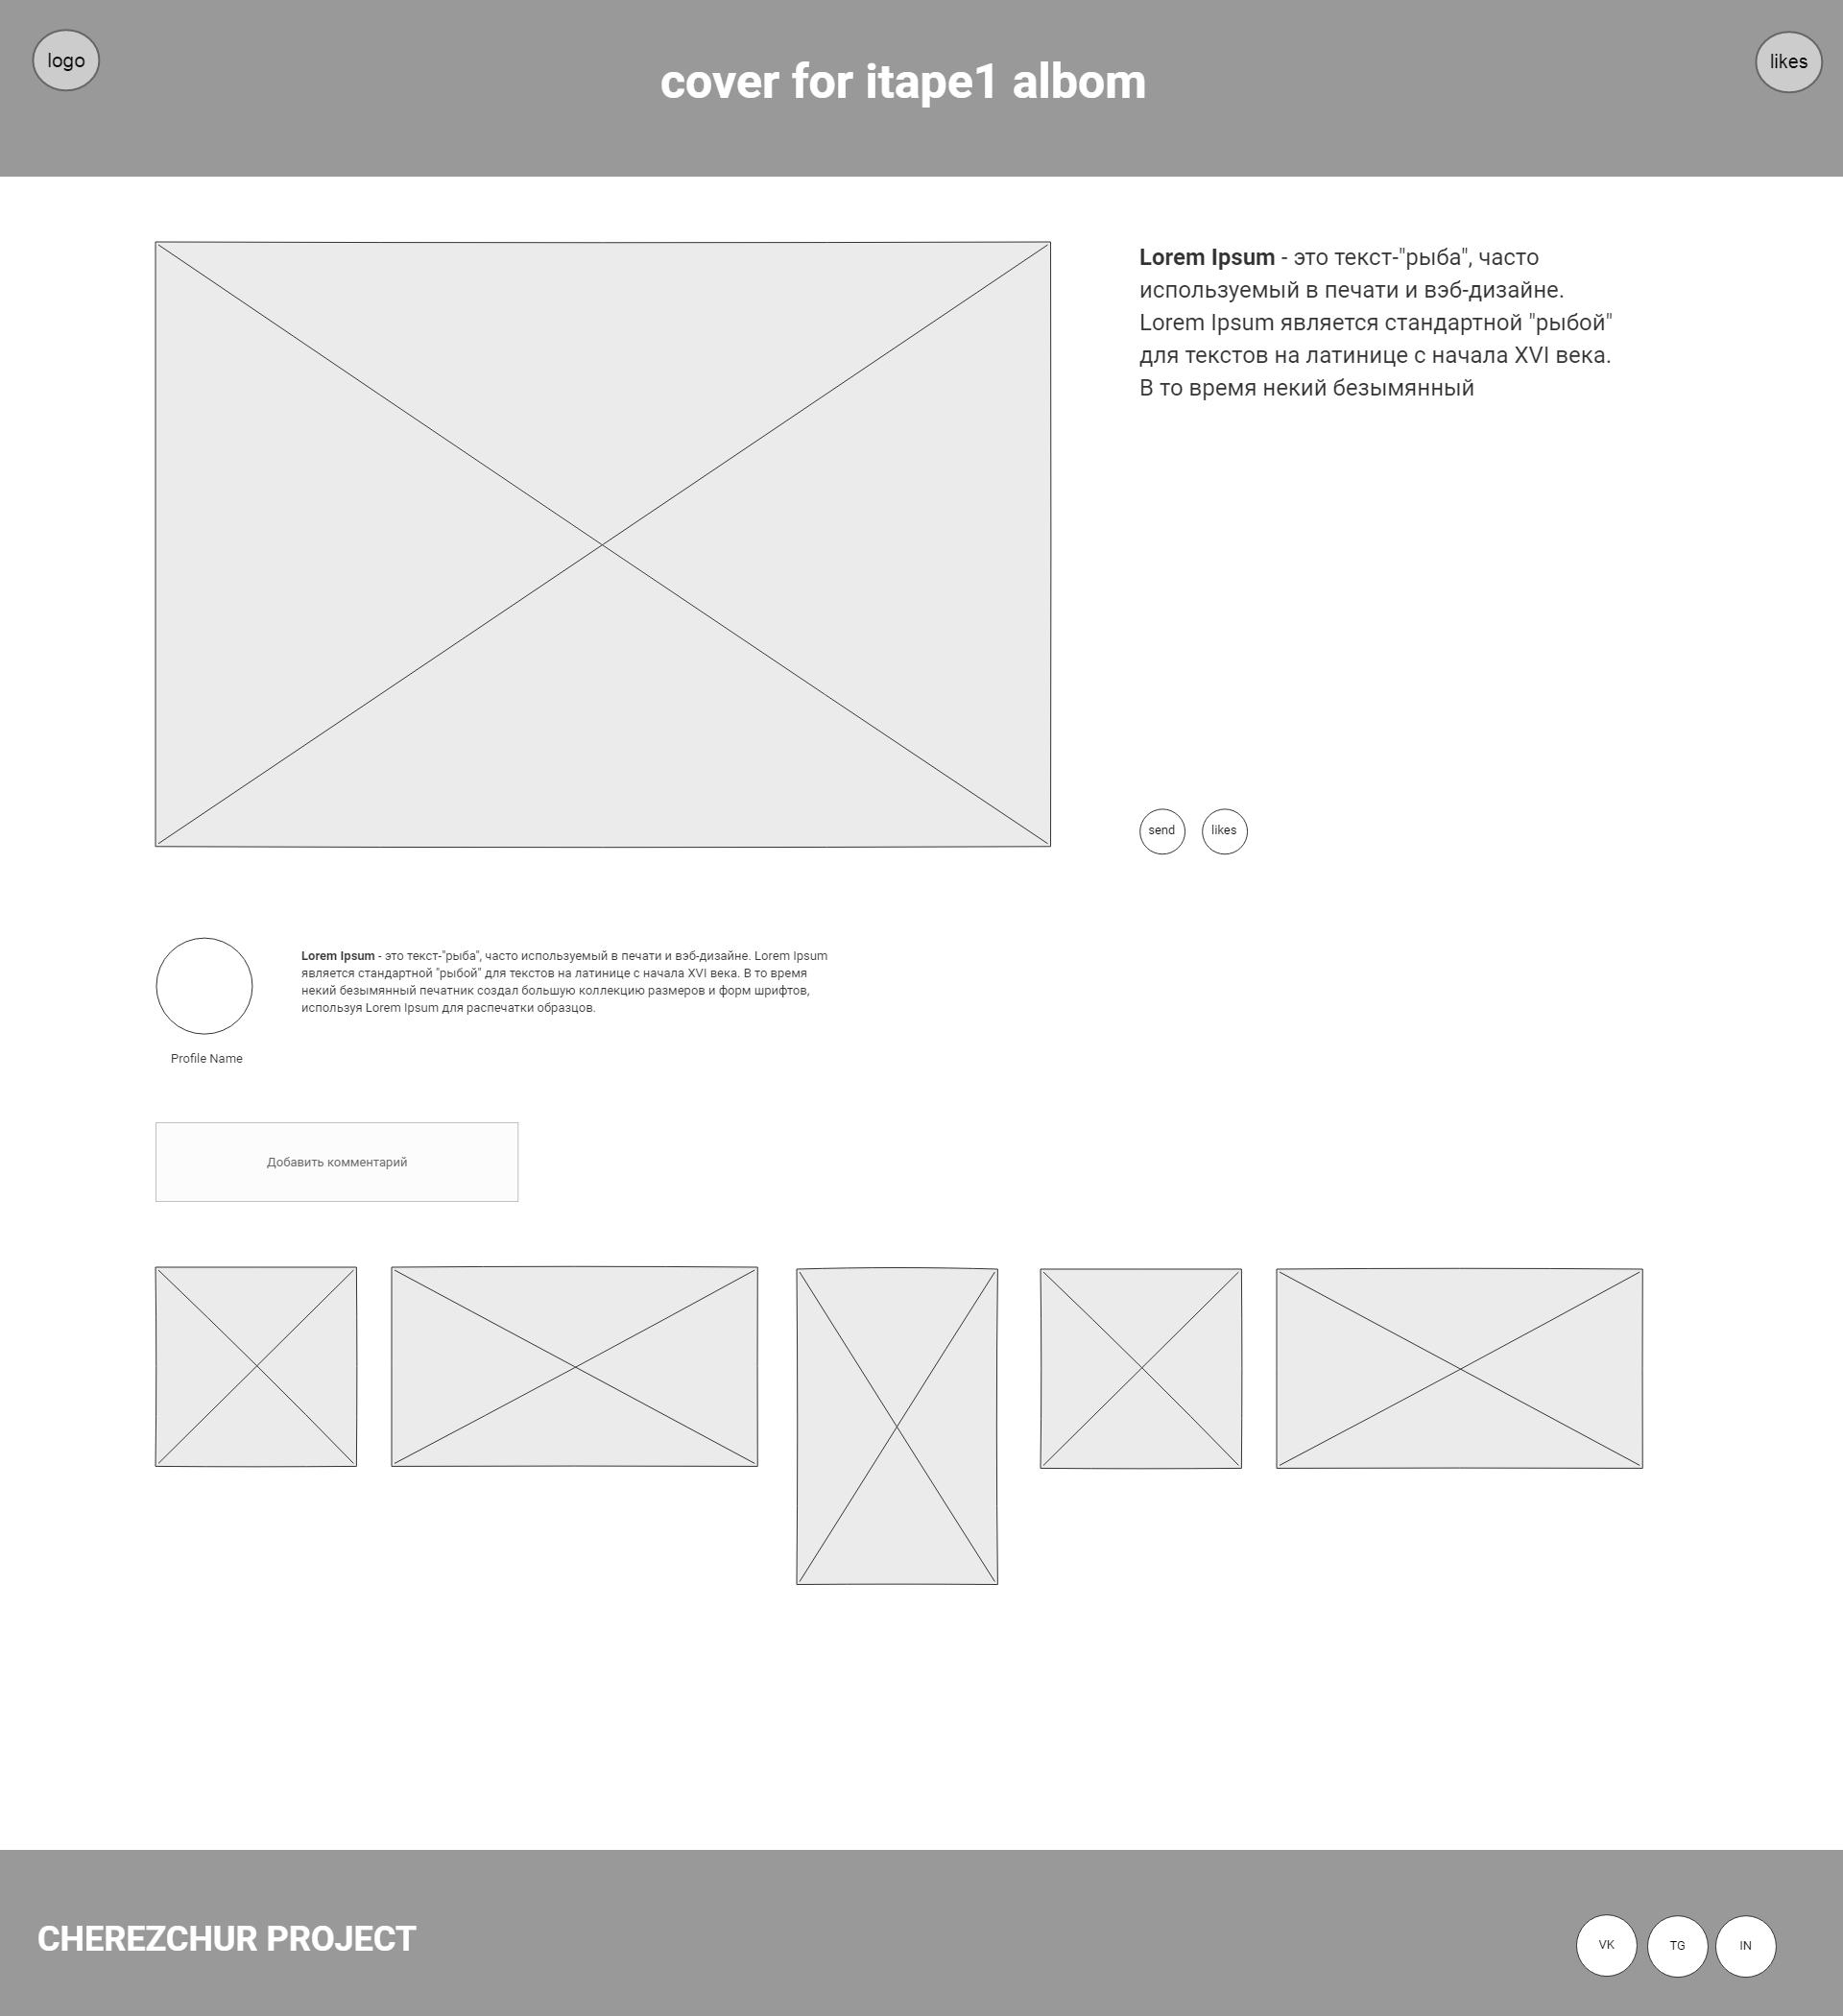 logo
cover for itape1 albom
likes
Lorem Ipsum - это текст-"рыба", часто
используемый в печати и вэб-дизайне.
Lorem Ipsum является стандартной "рыбой"
для текстов на латинице с начала XVI века.
В то время некий безымянный
send
likes
Lorem Ipsum - это текст-"рыба", часто используемый в печати и вэб-дизайне. Lorem Ipsum
является стандартной "рыбой" для текстов на латинице с начала XVI века. В то время
некий безымянный печатник создал большую коллекцию размеров и форм шрифтов,
используя Lorem Ipsum для распечатки образцов.
Profile Name
Добавить комментарий
CHEREZCHUR PROJECT
VK
TG
IN